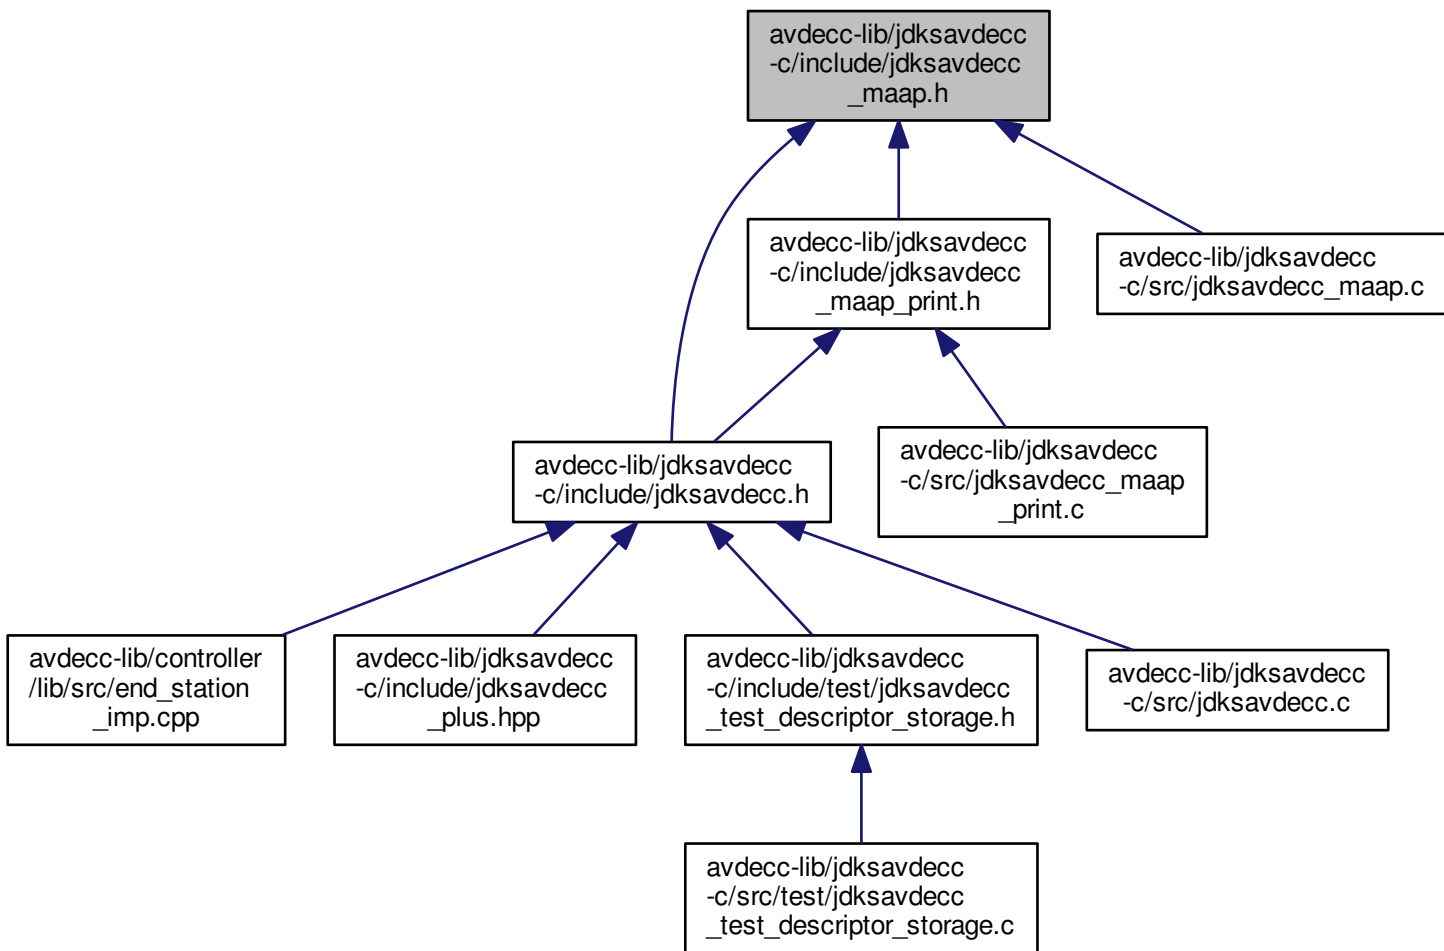 avdecc-lib/jdksavdecc
-c/include/jdksavdecc
_maap.h
avdecc-lib/jdksavdecc
-c/include/jdksavdecc
_maap_print.h
avdecc-lib/jdksavdecc
-c/src/jdksavdecc_maap.c
avdecc-lib/jdksavdecc
-c/include/jdksavdecc.h
avdecc-lib/jdksavdecc
-c/src/jdksavdecc_maap
_print.c
avdecc-lib/controller
/lib/src/end_station
_imp.cpp
avdecc-lib/jdksavdecc
-c/include/jdksavdecc
_plus.hpp
avdecc-lib/jdksavdecc
-c/include/test/jdksavdecc
_test_descriptor_storage.h
avdecc-lib/jdksavdecc
-c/src/jdksavdecc.c
avdecc-lib/jdksavdecc
-c/src/test/jdksavdecc
_test_descriptor_storage.c